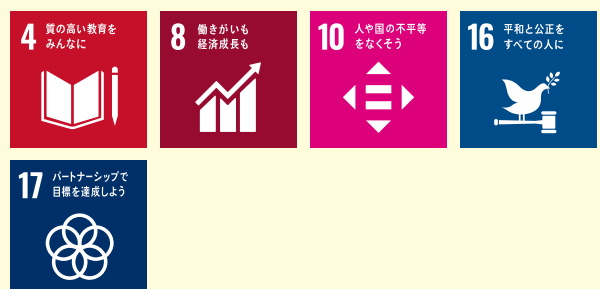 4 質の高い教育を
みんなに
8 働きがいも
経済成長も
10 人や国の不平等
をなくそう
16 平和と公正を
すべての人に
17 パートナーシップで
目標を達成しよう